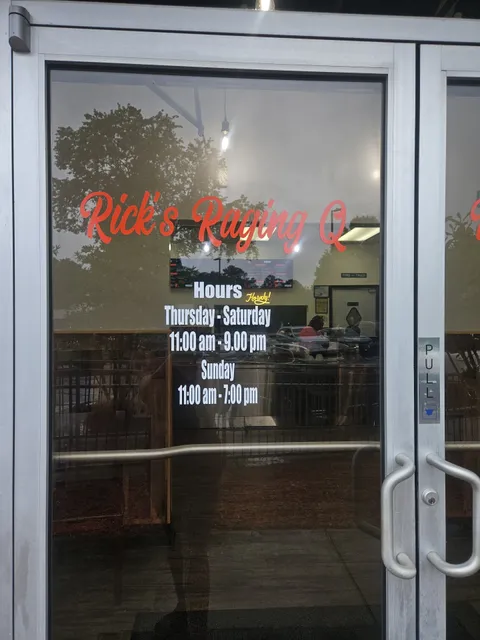 Rick's Raging Q
Hours
Thursday - Saturday
11:00 am - 9.00 pm
Sunday
11:00 am - 7:00 pm
PULL